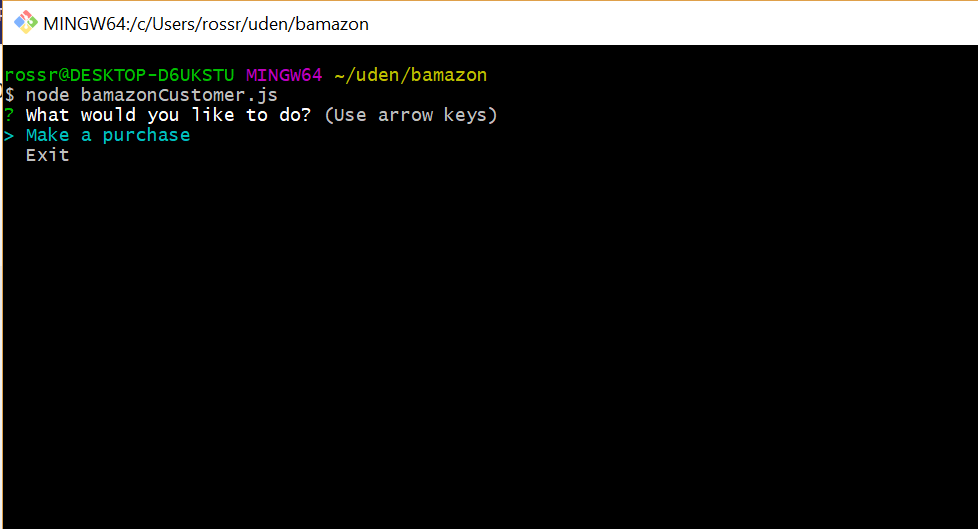 MINGW64:/c/Users/rossr/uden/bamazon
rossr@DESKTOP-D6UKSTU MINGW64 ~/uden/bamazon
$ node bamazonCustomer.js
? What would you like to do? (Use arrow keys)
> Make a purchase
  Exit